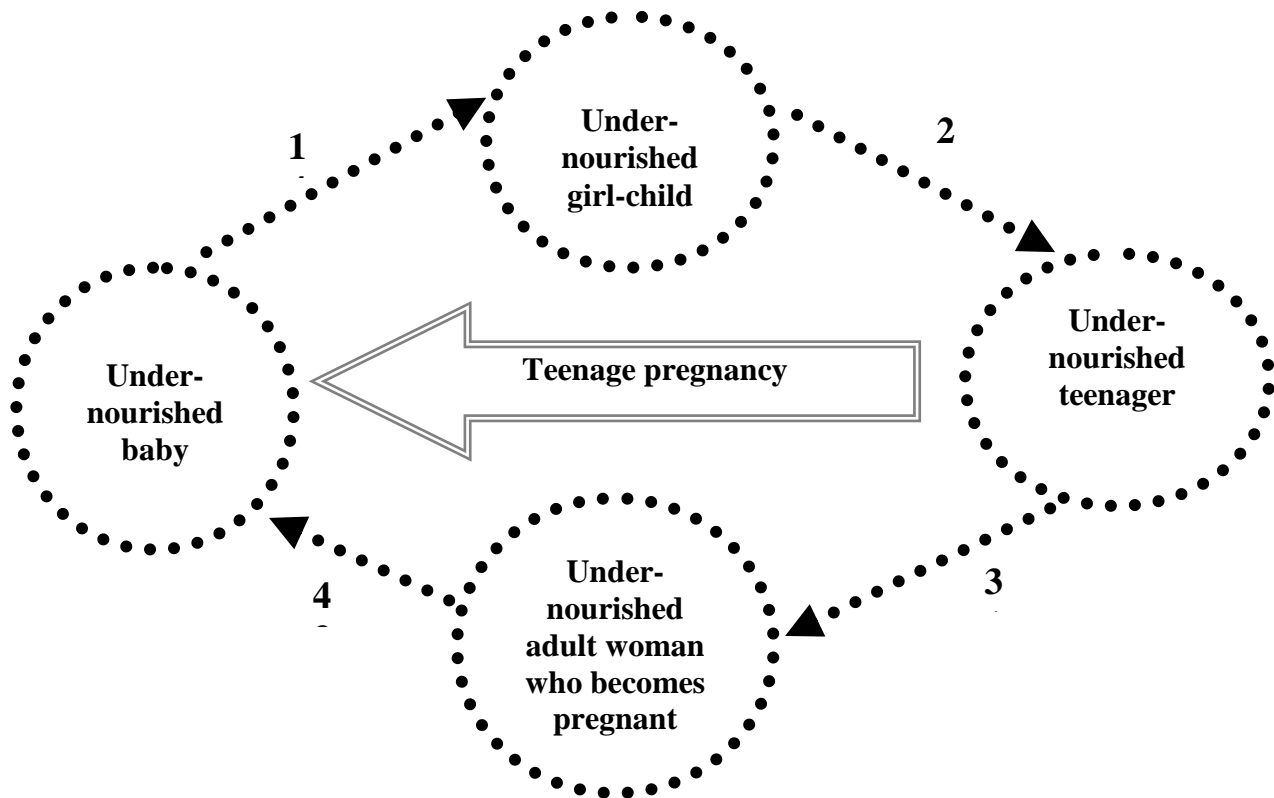 1
Under-
nourished
girl-child
2
Under-
nourished
teenager
Teenage pregnancy
Under-
nourished
baby
3
Under-
nourished
adult woman
who becomes
pregnant
4